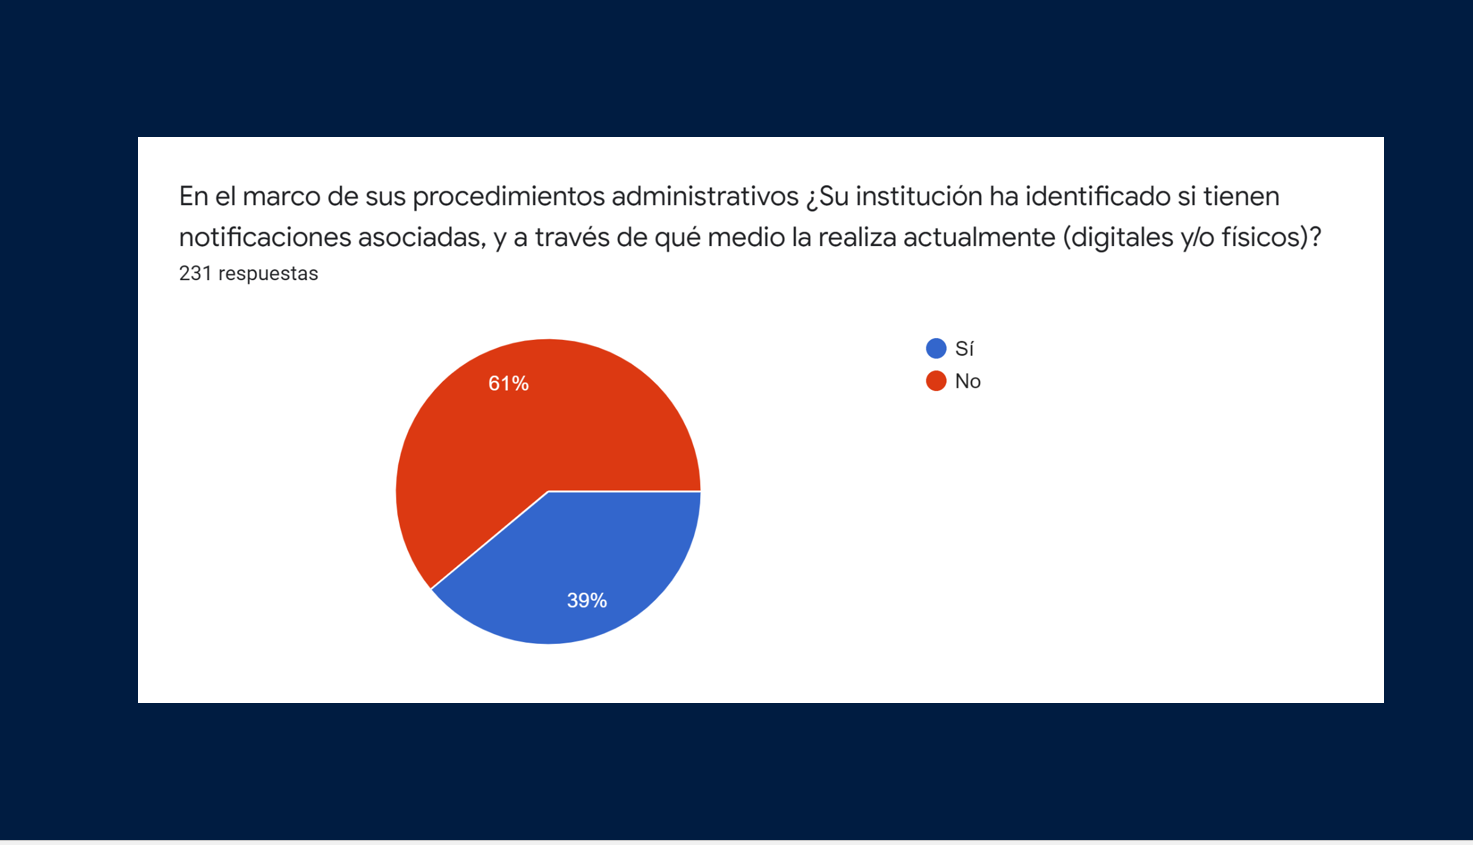 En el marco de sus procedimientos administrativos ¿Su institución ha identificado si tienen
notificaciones asociadas, y a través de qué medio la realiza actualmente (digitales y/o físicos)?
231 respuestas
Sí
No
61%
39%